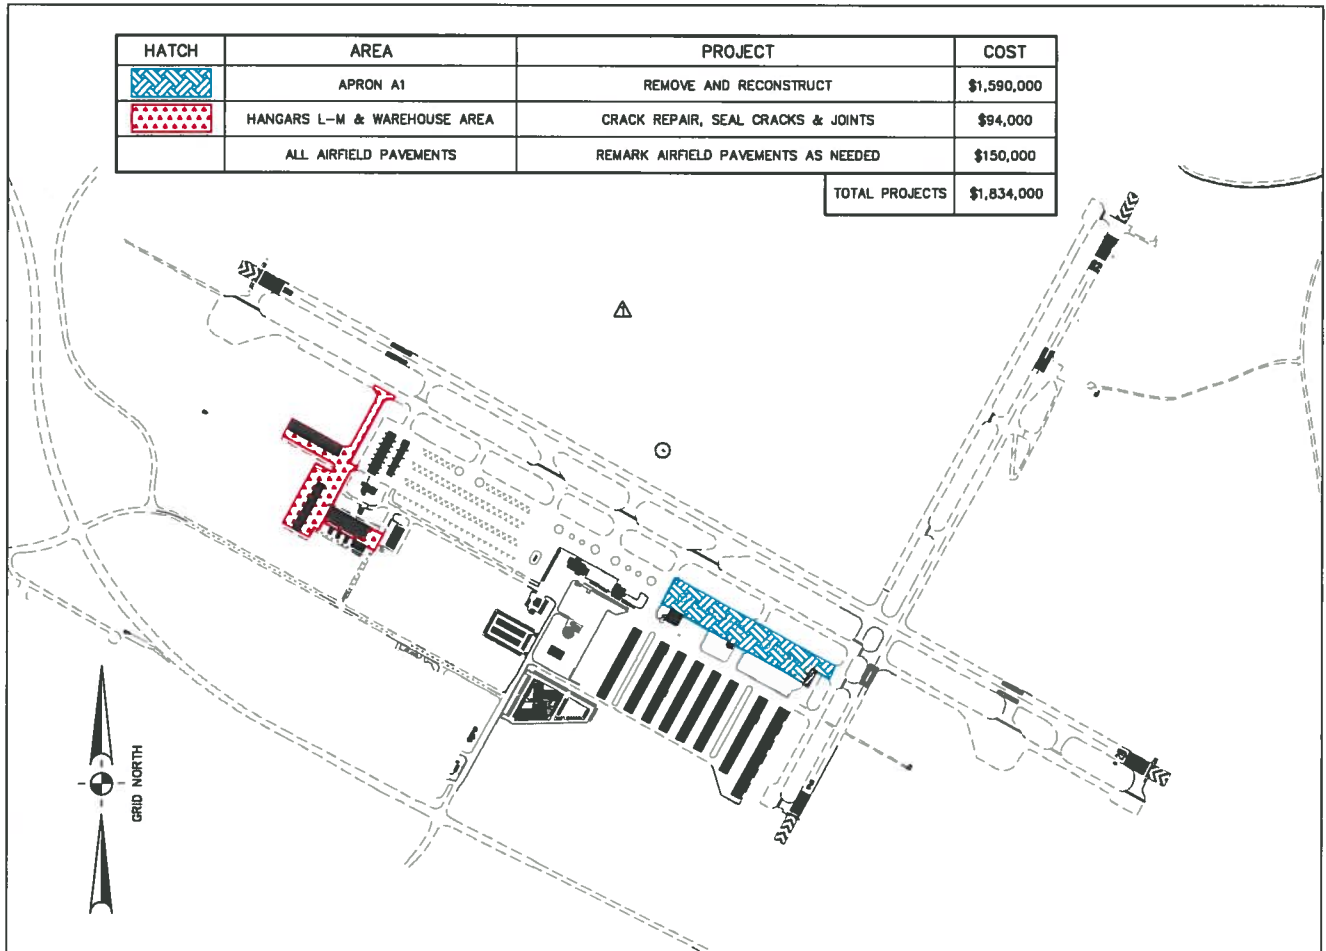 HATCH AREA PROJECT COST
APRON A1 REMOVE AND RECONSTRUCT $1,590,000
HANGARS L-M & WAREHOUSE AREA CRACK REPAIR, SEAL CRACKS & JOINTS $94,000
ALL AIRFIELD PAVEMENTS REMARK AIRFIELD PAVEMENTS AS NEEDED $150,000
TOTAL PROJECTS $1,834,000
GRID NORTH